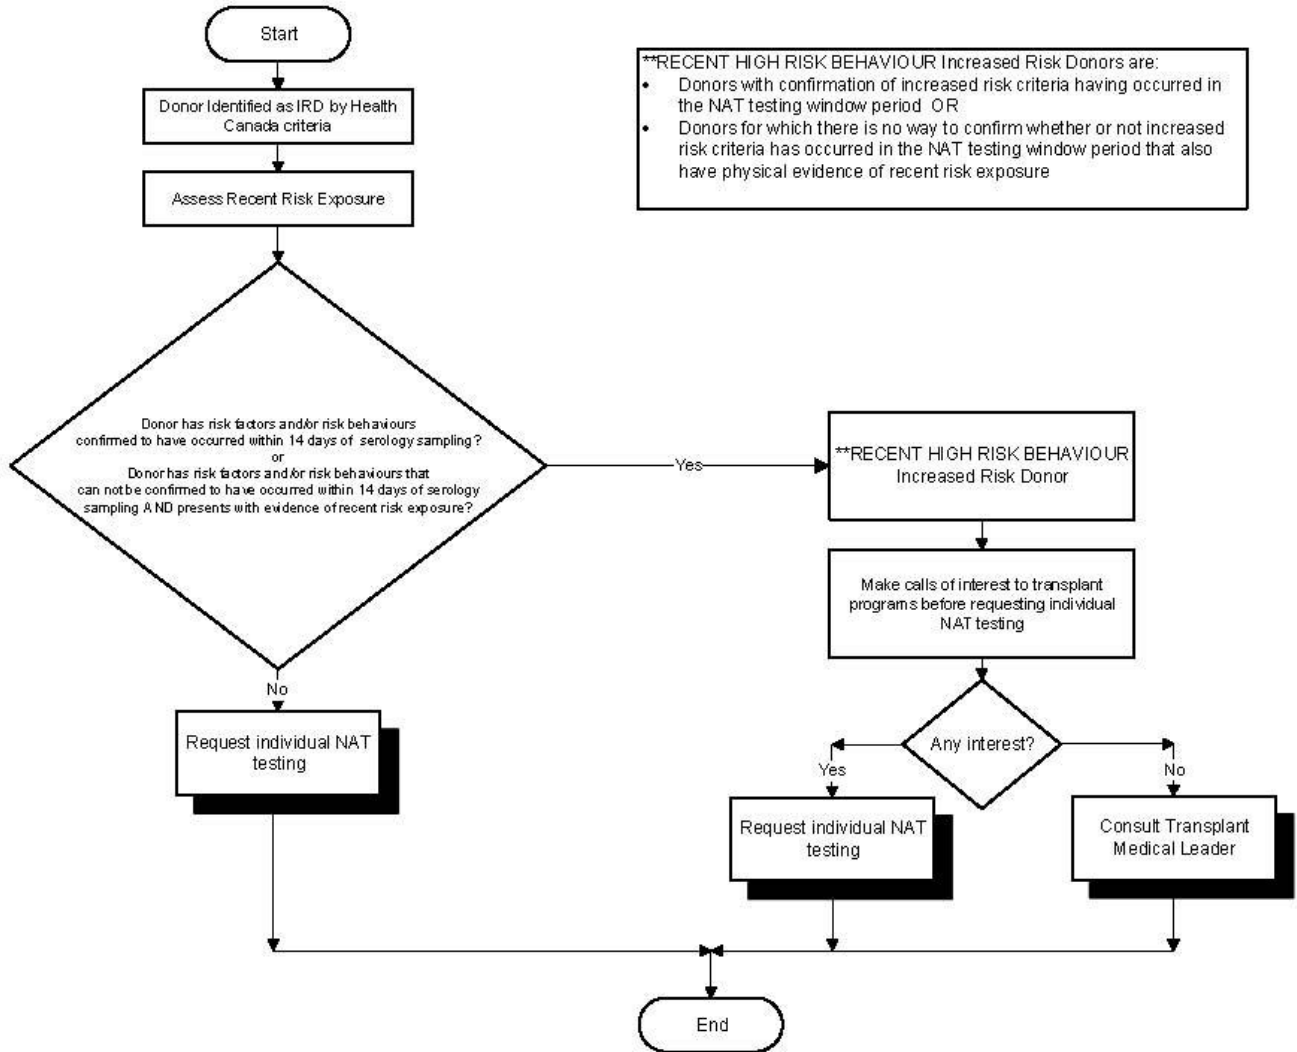 Start
**RECENT HIGH RISK BEHAVIOUR Increased Risk Donors are:
• Donors with confirmation of increased risk criteria having occurred in
the NAT testing window period OR
• Donors for which there is no way to confirm whether or not increased
risk criteria has occurred in the NAT testing window period that also
have physical evidence of recent risk exposure
Donor Identified as IRD by Health
Canada criteria
Assess Recent Risk Exposure
Donor has risk factors and/or risk behaviours
confirmed to have occurred within 14 days of serology sampling?
or
Donor has risk factors and/or risk behaviours that
can not be confirmed to have occurred within 14 days of serology
sampling AND presents with evidence of recent risk exposure?
Yes
**RECENT HIGH RISK BEHAVIOUR
Increased Risk Donor
Make calls of interest to transplant
programs before requesting individual
NAT testing
No
Request individual NAT
testing
Any interest?
Yes
No
Request individual NAT
testing
Consult Transplant
Medical Leader
End